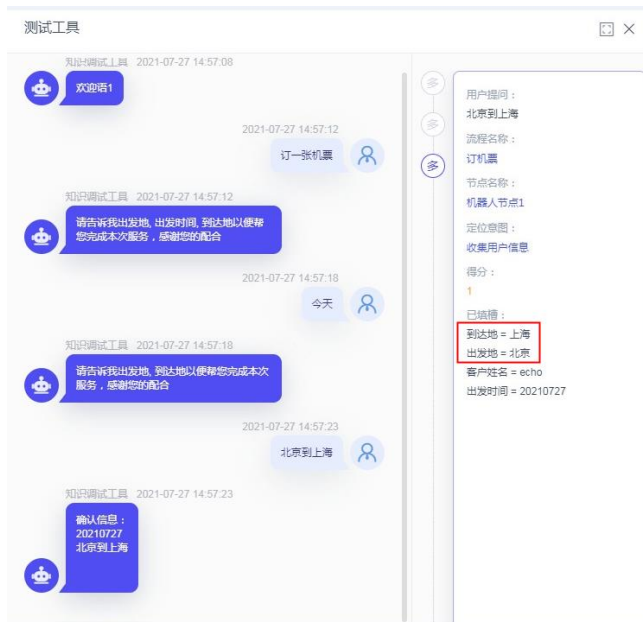 测试工具
知识调试工具 2021-07-27 14:57:08
欢迎语1
2021-07-27 14:57:12
订一张机票
知识调试工具 2021-07-27 14:57:12
请告诉我出发地, 出发时间, 到达地以便帮
您完成本次服务，感谢您的配合
2021-07-27 14:57:18
今天
知识调试工具 2021-07-27 14:57:18
请告诉我出发地, 到达地以便帮您完成本次
服务，感谢您的配合
2021-07-27 14:57:23
北京到上海
知识调试工具 2021-07-27 14:57:23
确认信息：
20210727
北京到上海
多
多
多
用户提问：
北京到上海
流程名称：
订机票
节点名称：
机器人节点1
定位意图：
收集用户信息
得分：
1
已填槽：
到达地 = 上海
出发地 = 北京
客户姓名 = echo
出发时间 = 20210727